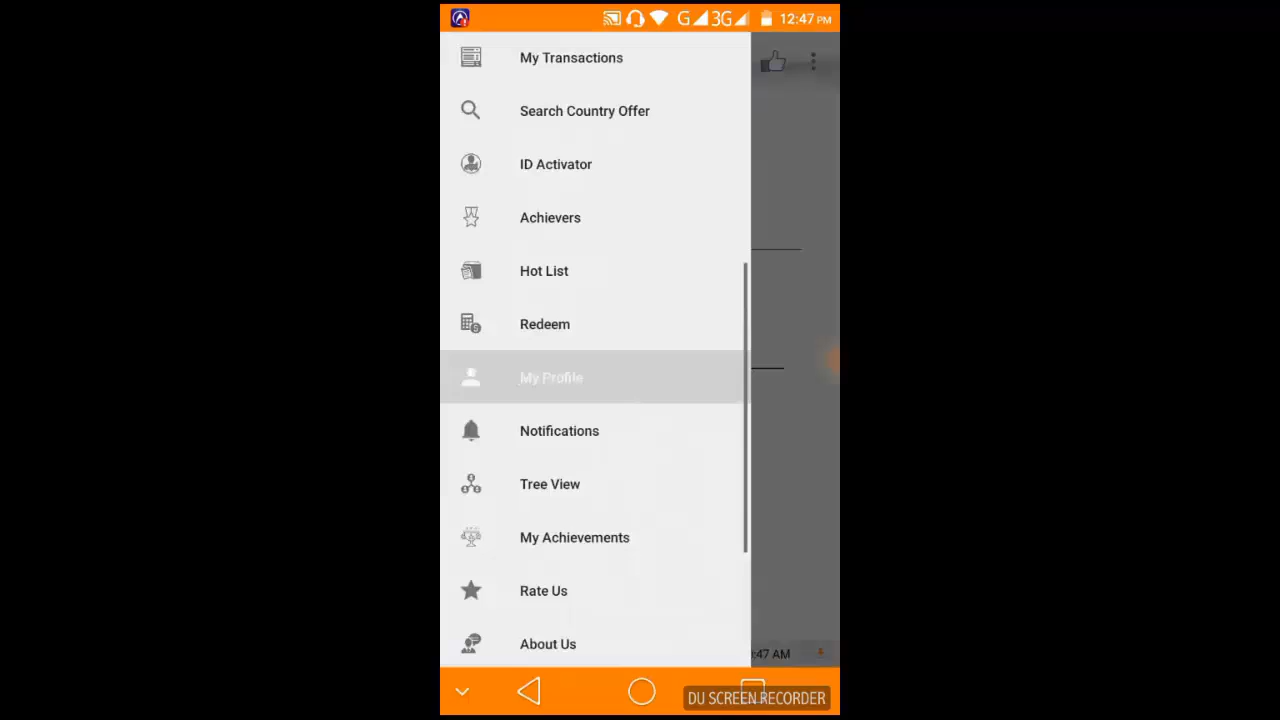 G 3G 12:47 PM
My Transactions
Search Country Offer
ID Activator
Achievers
Hot List
Redeem
My Profile
Notifications
Tree View
My Achievements
Rate Us
About Us
:47 AM
DU SCREEN RECORDER